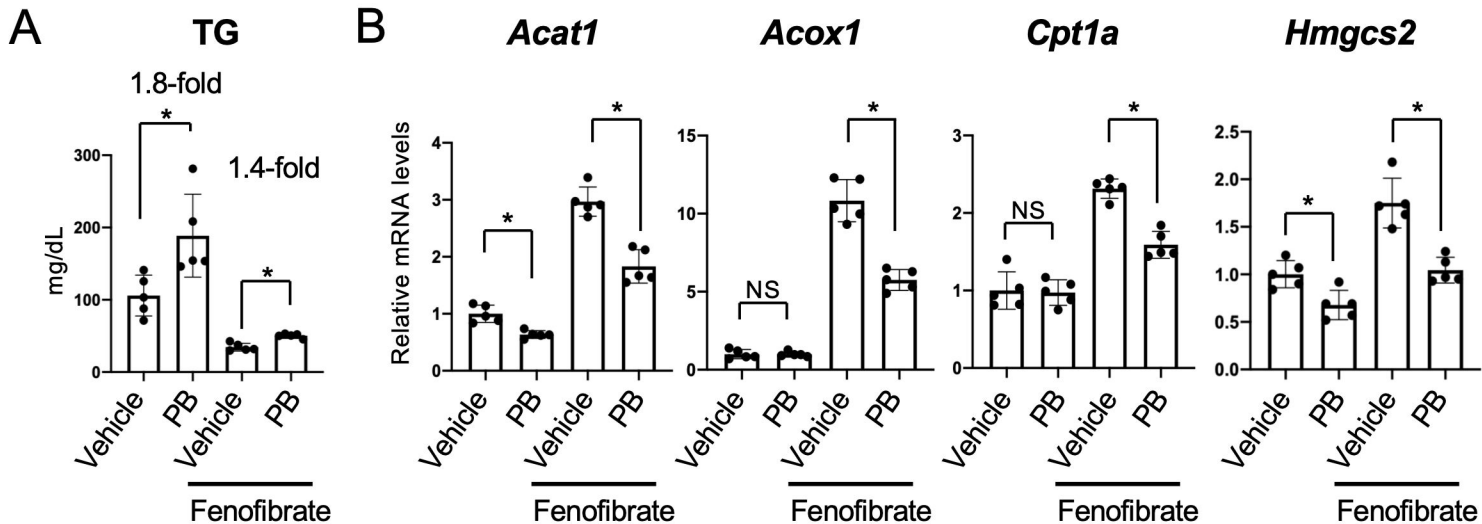 A
TG
1.8-fold
*
1.4-fold
*
mg/dL
300
200
100
0
Vehicle
PB
Vehicle
PB
Fenofibrate
B
Relative mRNA levels
Acat1
*
*
4
3
2
1
0
Vehicle
PB
Vehicle
PB
Fenofibrate
Acox1
*
NS
15
10
5
0
Vehicle
PB
Vehicle
PB
Fenofibrate
Cpt1a
*
NS
3
2
1
0
Vehicle
PB
Vehicle
PB
Fenofibrate
Hmgcs2
*
*
2.5
2.0
1.5
1.0
0.5
0.0
Vehicle
PB
Vehicle
PB
Fenofibrate